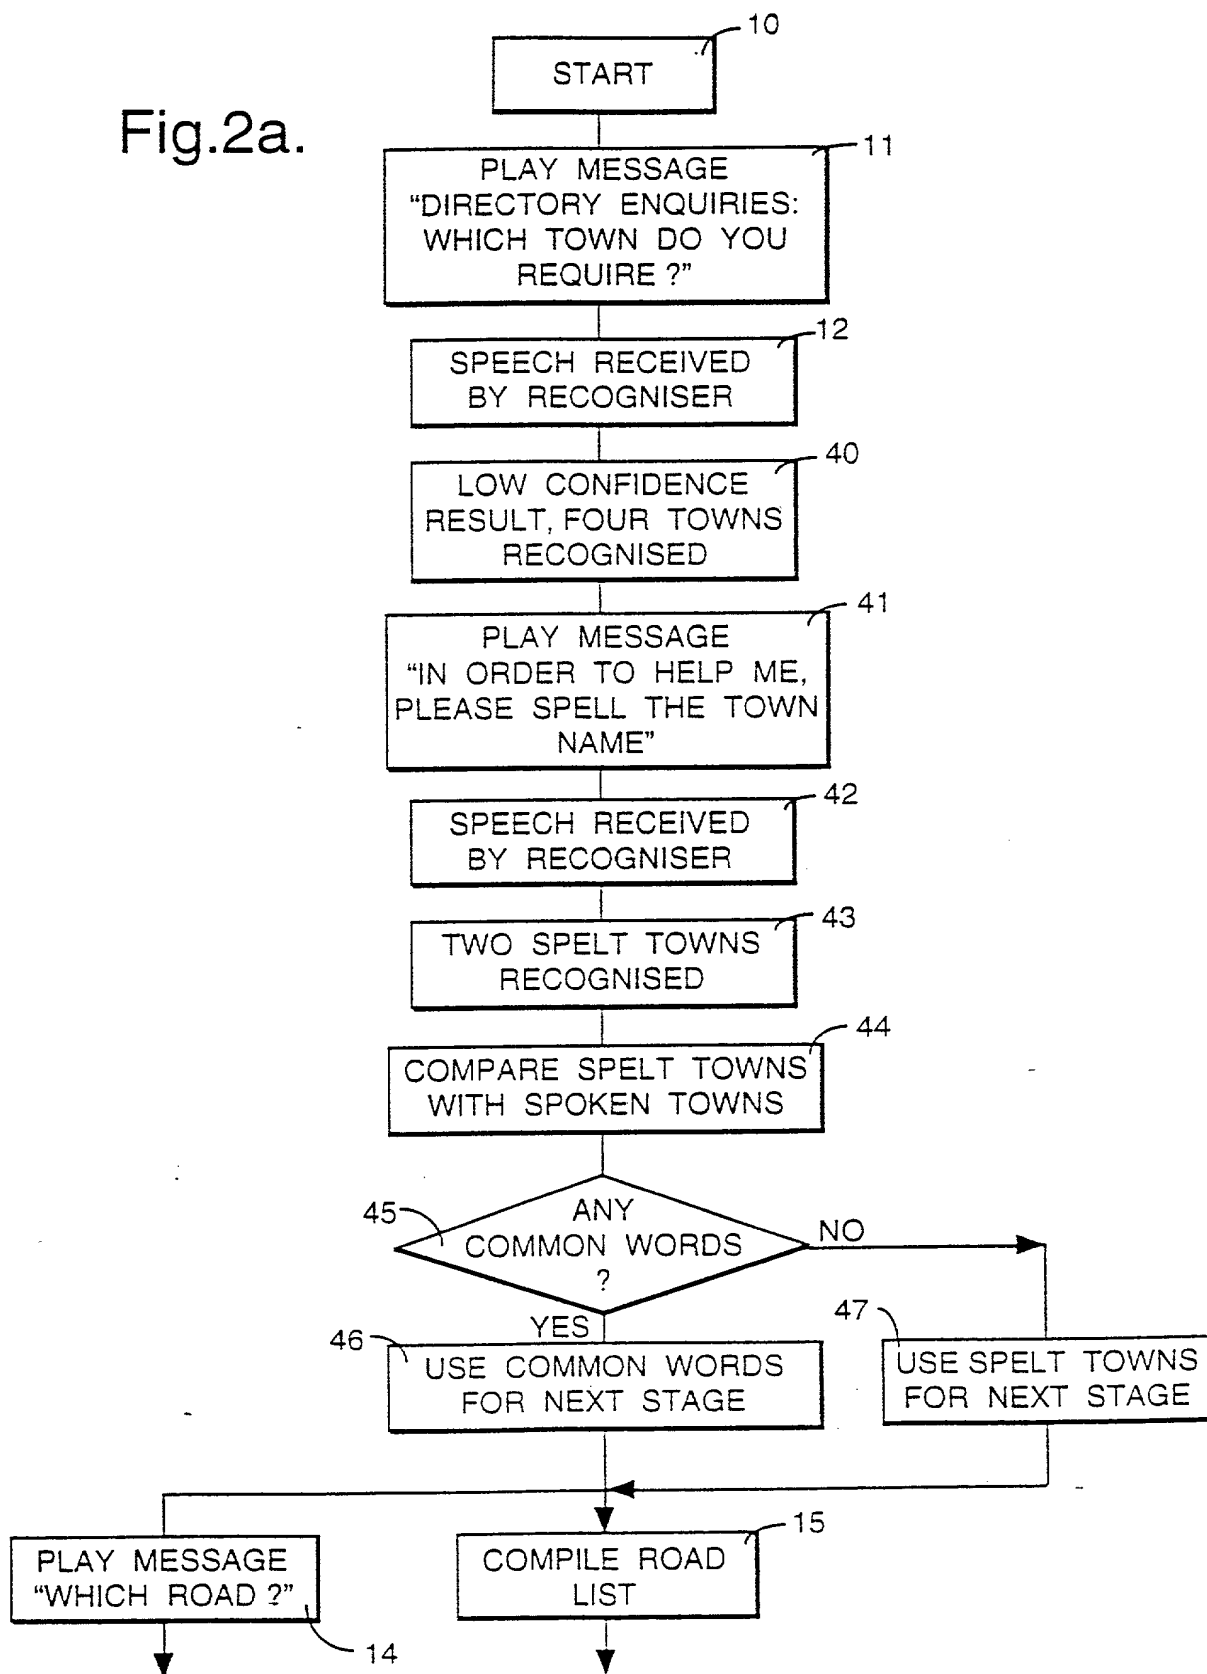 10
START
Fig.2a.
11
PLAY MESSAGE
“DIRECTORY ENQUIRIES:
WHICH TOWN DO YOU
REQUIRE ?”
12
SPEECH RECEIVED
BY RECOGNISER
40
LOW CONFIDENCE
RESULT, FOUR TOWNS
RECOGNISED
41
PLAY MESSAGE
“IN ORDER TO HELP ME,
PLEASE SPELL THE TOWN
NAME”
42
SPEECH RECEIVED
BY RECOGNISER
43
TWO SPELT TOWNS
RECOGNISED
44
COMPARE SPELT TOWNS
WITH SPOKEN TOWNS
45
ANY
COMMON WORDS
?
NO
YES
46
USE COMMON WORDS
FOR NEXT STAGE
47
USE SPELT TOWNS
FOR NEXT STAGE
PLAY MESSAGE
“WHICH ROAD ?”
14
15
COMPILE ROAD
LIST